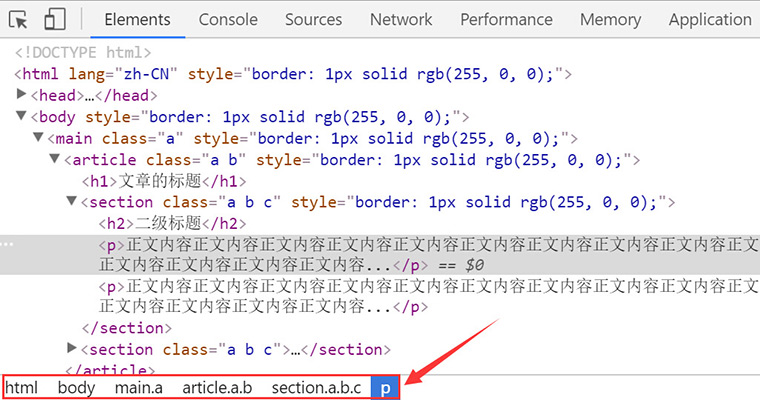 Elements Console Sources Network Performance Memory Application
<!DOCTYPE html>
<html lang="zh-CN" style="border: 1px solid rgb(255, 0, 0);">
<head>…</head>
<body style="border: 1px solid rgb(255, 0, 0);">
<main class="a" style="border: 1px solid rgb(255, 0, 0);">
<article class="a b" style="border: 1px solid rgb(255, 0, 0);">
<h1>文章的标题</h1>
<section class="a b c" style="border: 1px solid rgb(255, 0, 0);">
<h2>二级标题</h2>
<p>正文内容正文内容正文内容正文内容正文内容正文内容正文内容正文内容正文内容正文
正文内容正文内容正文内容正文内容...</p> == $0
<p>正文内容正文内容正文内容正文内容正文内容正文内容正文内容正文内容正文内容正文
正文内容正文内容正文内容正文内容...</p>
</section>
<section class="a b c">…</section>
</article>
html body main.a article.a.b section.a.b.c p